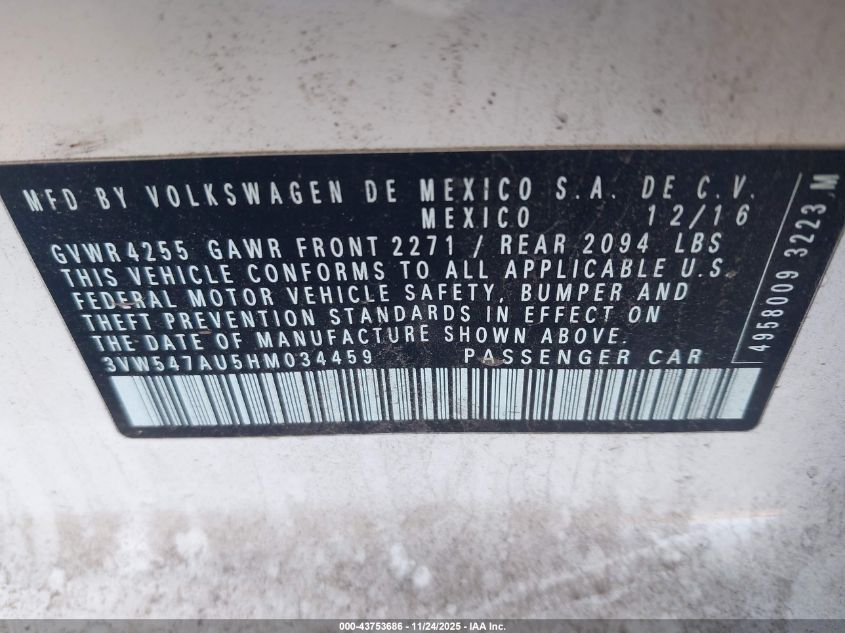 MFD BY VOLKSWAGEN DE MEXICO S.A. DE C.V.
MEXICO 12/16
GVWR 4255 GAWR FRONT 2271 / REAR 2094 LBS
THIS VEHICLE CONFORMS TO ALL APPLICABLE U.S.
FEDERAL MOTOR VEHICLE SAFETY, BUMPER AND
THEFT PREVENTION STANDARDS IN EFFECT ON
THE DATE OF MANUFACTURE SHOWN ABOVE.
3VW547AU5HM034459 PASSENGER CAR
4958009 3223 M
000-43753686 - 11/24/2025 - IAA Inc.